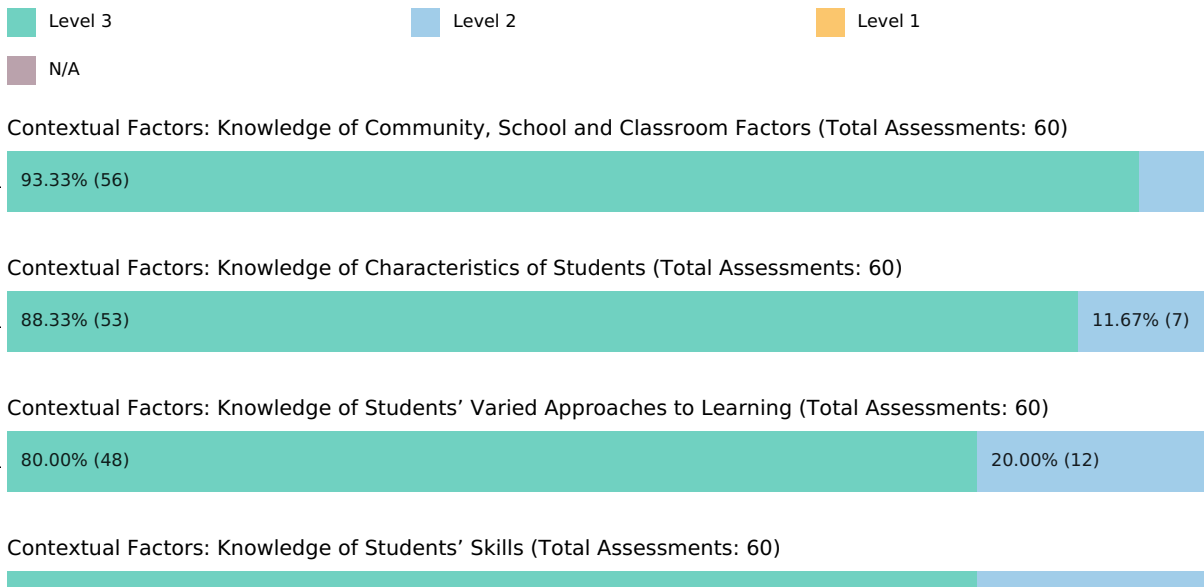 Level 3
Level 2
Level 1
N/A
Contextual Factors: Knowledge of Community, School and Classroom Factors (Total Assessments: 60)
93.33% (56)
Contextual Factors: Knowledge of Characteristics of Students (Total Assessments: 60)
88.33% (53) 11.67% (7)
Contextual Factors: Knowledge of Students’ Varied Approaches to Learning (Total Assessments: 60)
80.00% (48) 20.00% (12)
Contextual Factors: Knowledge of Students’ Skills (Total Assessments: 60)